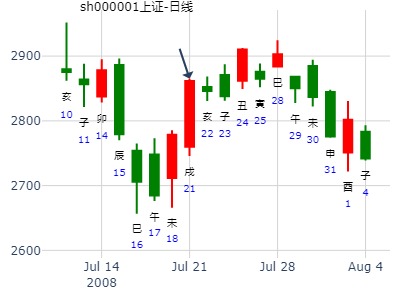 sh000001上证-日线
2900
2800
2700
2600
亥
10
子
11
卯
14
辰
15
巳
16
午
17
未
18
戌
21
亥
22
子
23
丑
24
寅
25
巳
28
午
29
未
30
申
31
酉
1
子
4
Jul 14
2008
Jul 21
Jul 28
Aug 4